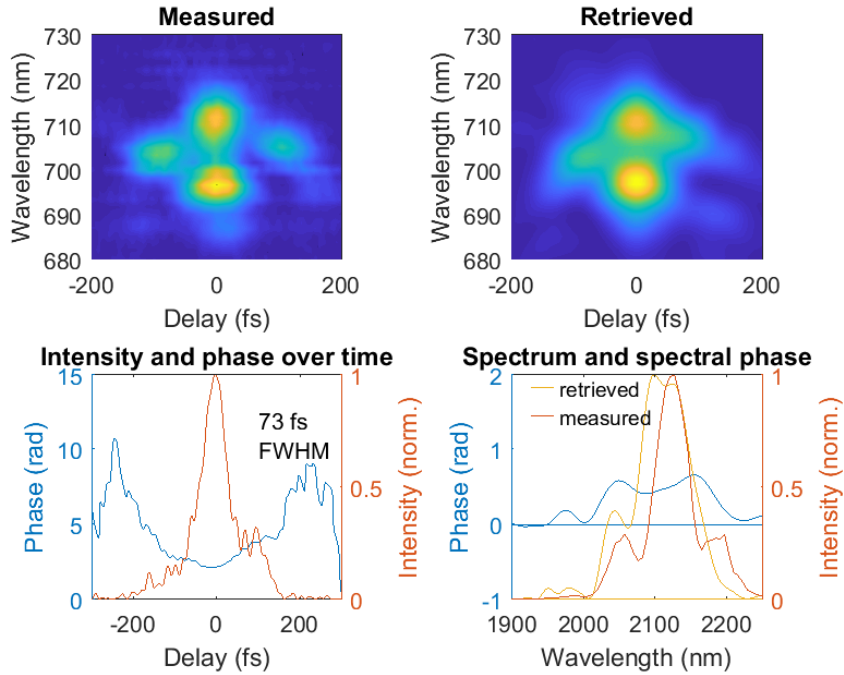 Measured
Wavelength (nm)
730
720
710
700
690
680
-200
0
200
Delay (fs)
Retrieved
Wavelength (nm)
730
720
710
700
690
680
-200
0
200
Delay (fs)
Intensity and phase over time
Phase (rad)
15
10
5
0
73 fs
FWHM
1
0.5
0
Intensity (norm.)
-200
0
200
Delay (fs)
Spectrum and spectral phase
Phase (rad)
2
1
0
-1
retrieved
measured
1
0.5
0
Intensity (norm.)
1900
2000
2100
2200
Wavelength (nm)